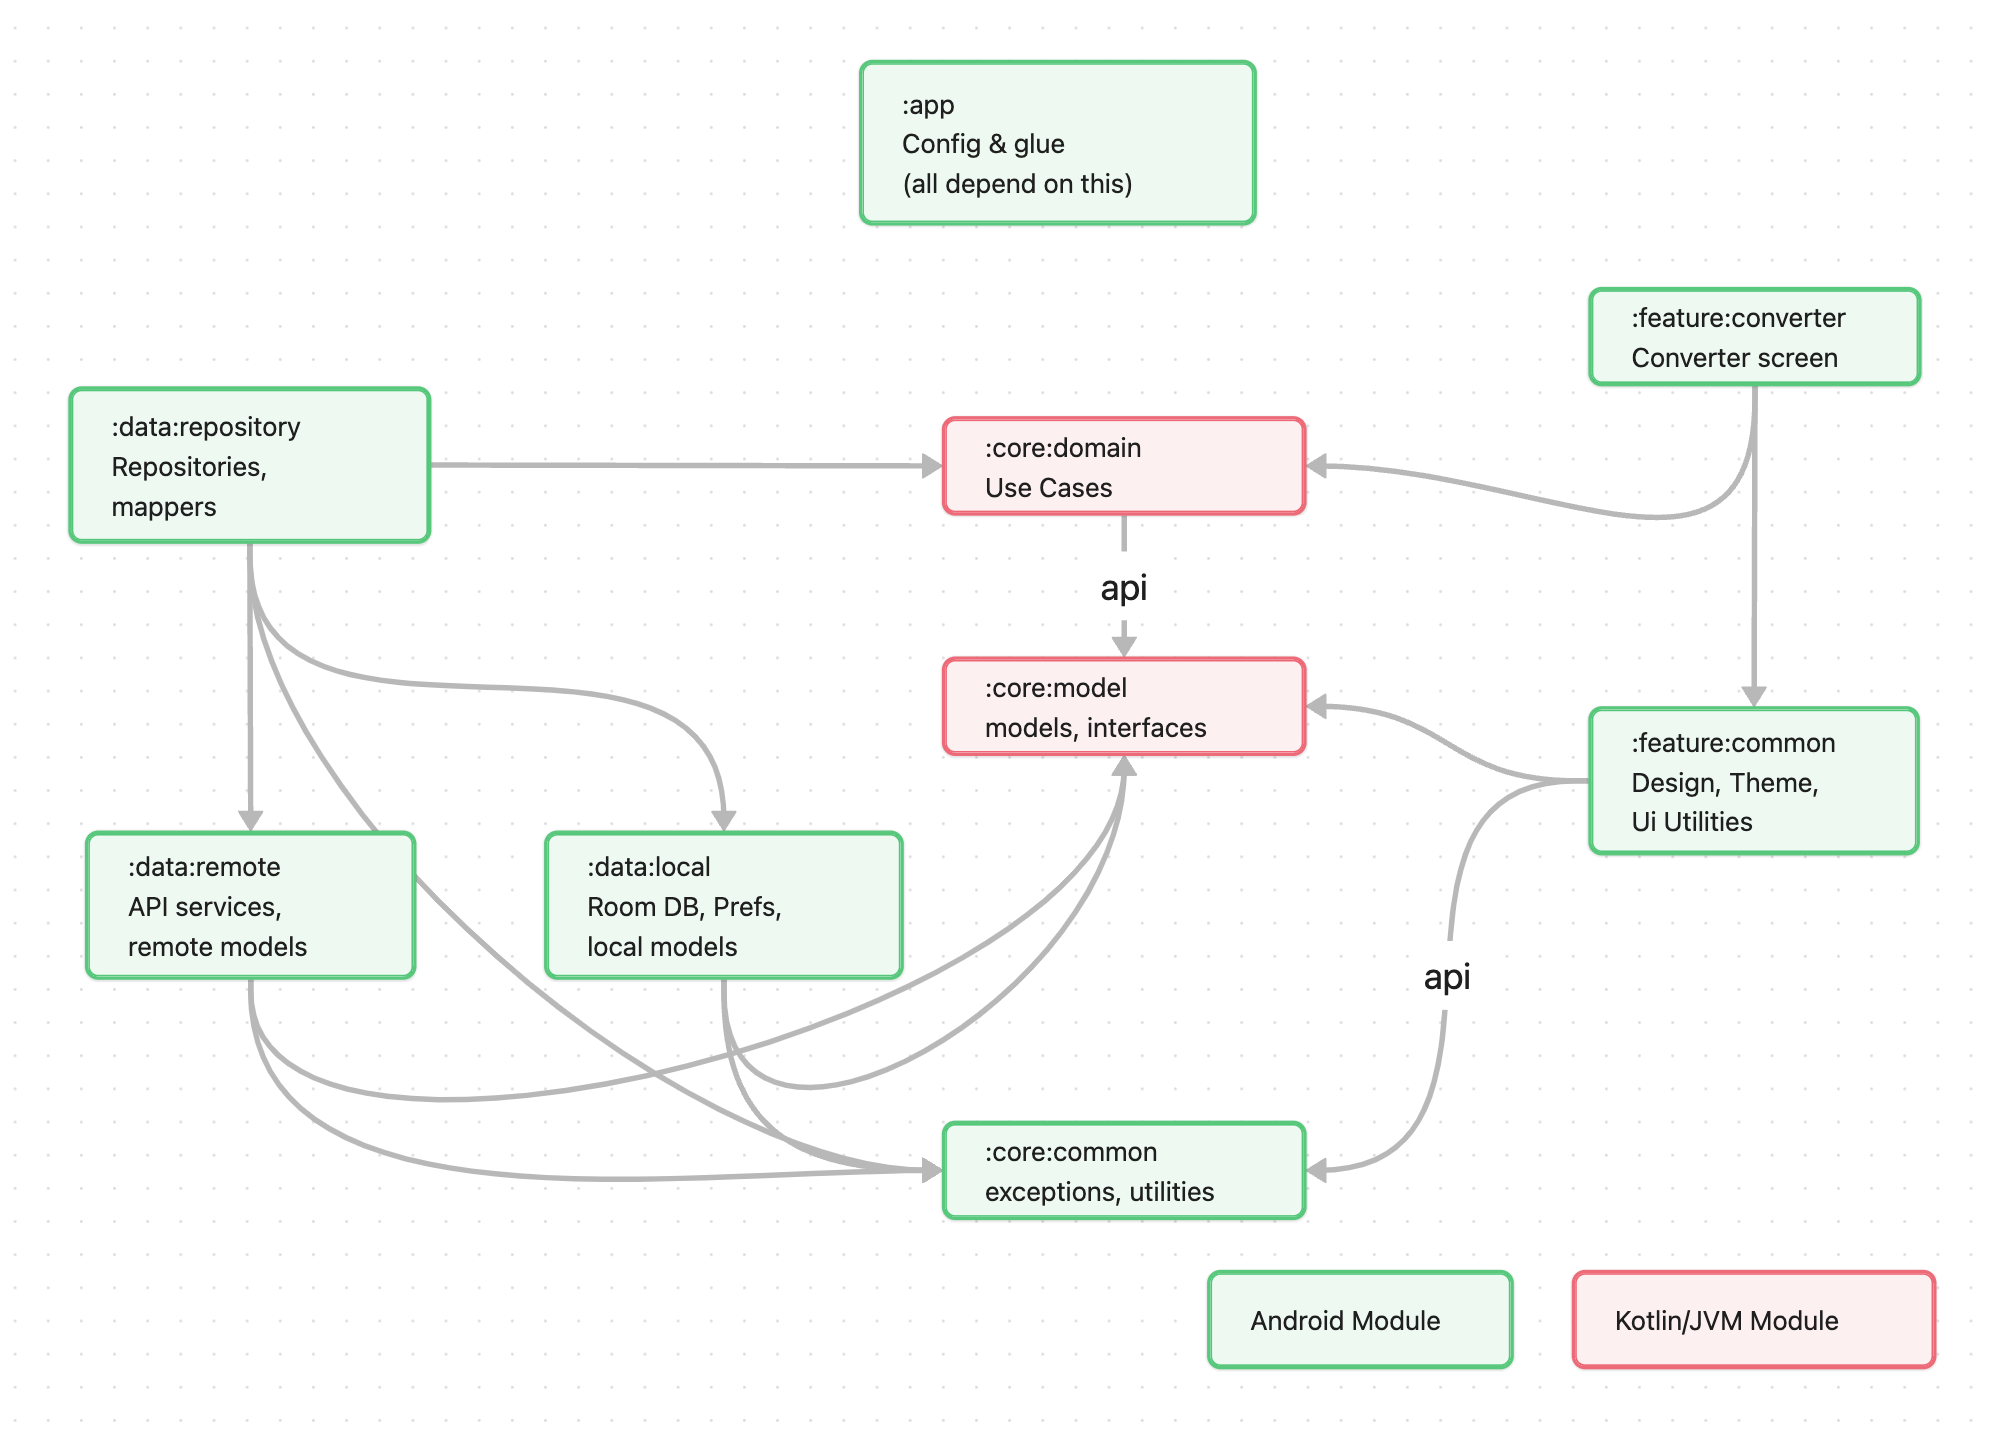 :app
Config & glue
(all depend on this)
:feature:converter
Converter screen
:data:repository
Repositories,
mappers
:core:domain
Use Cases
api
:core:model
models, interfaces
:feature:common
Design, Theme,
Ui Utilities
:data:remote
API services,
remote models
:data:local
Room DB, Prefs,
local models
api
:core:common
exceptions, utilities
Android Module
Kotlin/JVM Module